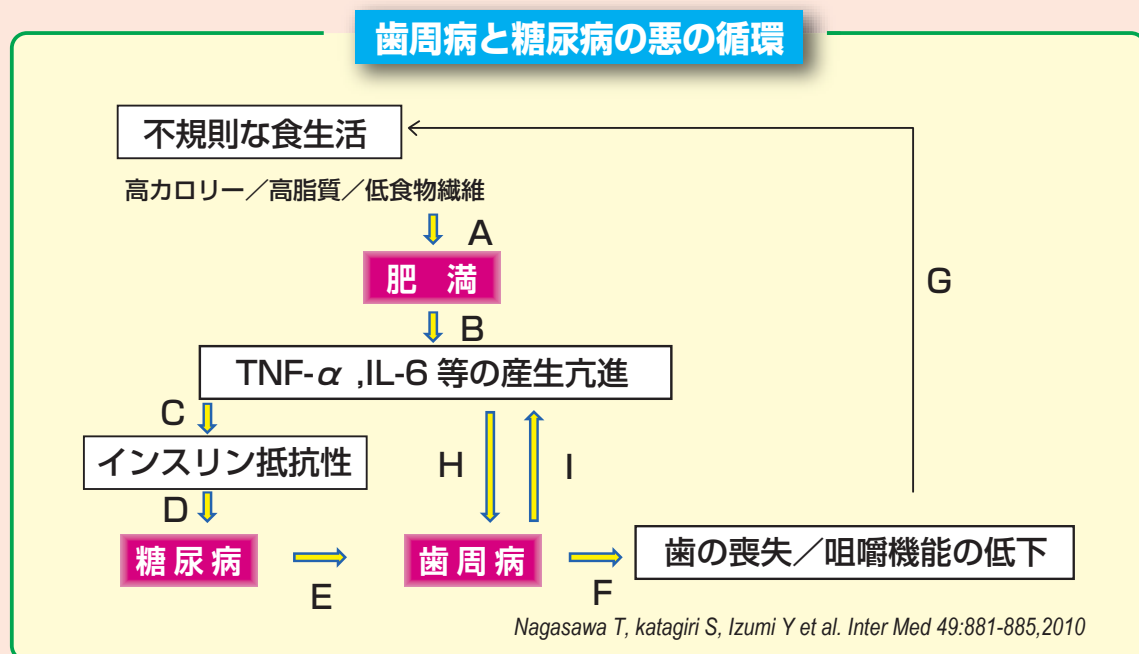 歯周病と糖尿病の悪の循環
不規則な食生活
高カロリー／高脂質／低食物繊維
A
肥 満
G
B
TNF-α ,IL-6 等の産生亢進
C
インスリン抵抗性
H I
D
糖尿病
歯周病
歯の喪失／咀嚼機能の低下
E
F
Nagasawa T, katagiri S, Izumi Y et al. Inter Med 49:881-885,2010